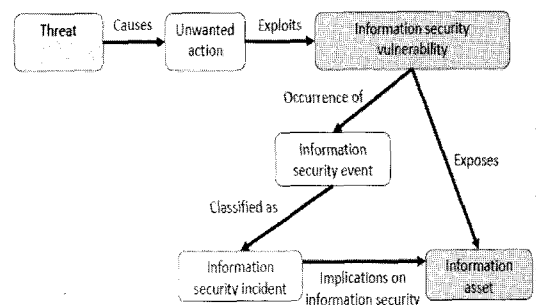 Threat
Causes
Unwanted
action
Exploits
Information security
vulnerability
Occurrence of
Information
security event
Exposes
Classified as
Information
security incident
Implications on
information security
Information
asset